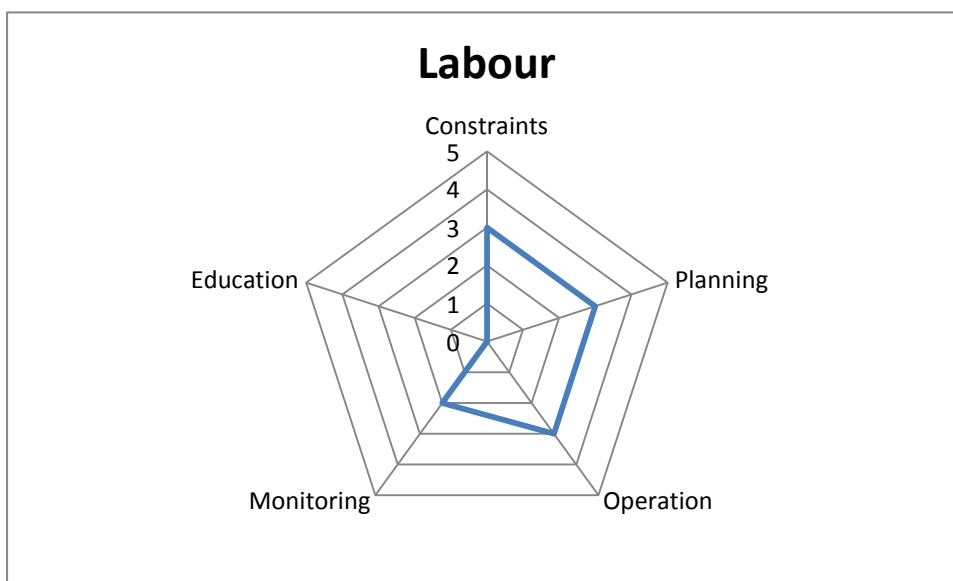 Labour
Constraints
5
4
3
2
1
0
Education
Planning
Monitoring
Operation